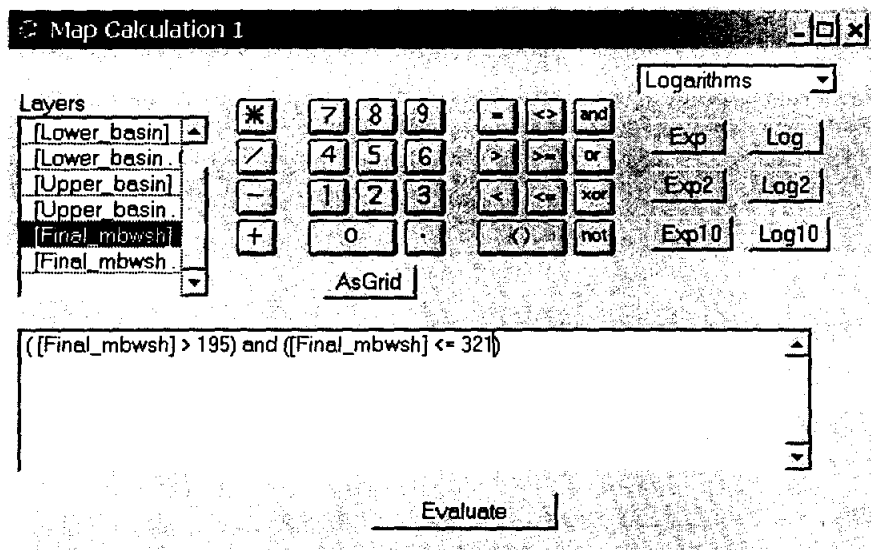 Map Calculation 1
Logarithms
Layers
[Lower_basin]
[Lower_basin . (
[Upper_basin]
[Upper_basin .
[Final_mbwsh]
[Final_mbwsh .
* 7 8 9 = <> and
/ 4 5 6 > >= or
- 1 2 3 < <= xor
+ 0 . () not
AsGrid
Exp Log
Exp2 Log2
Exp10 Log10
( [Final_mbwsh] > 195) and ([Final_mbwsh] <= 321)
Evaluate